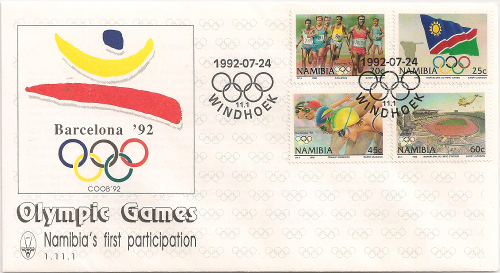 Barcelona '92
COOB'92
Olympic Games
Namibia's first participation
1.11.1
1992-07-24
11.1
WINDHOEK
1992-07-24
11.1
WINDHOEK
NAMIBIA
20c
NAMIBIA
25c
NAMIBIA
45c
NAMIBIA
60c